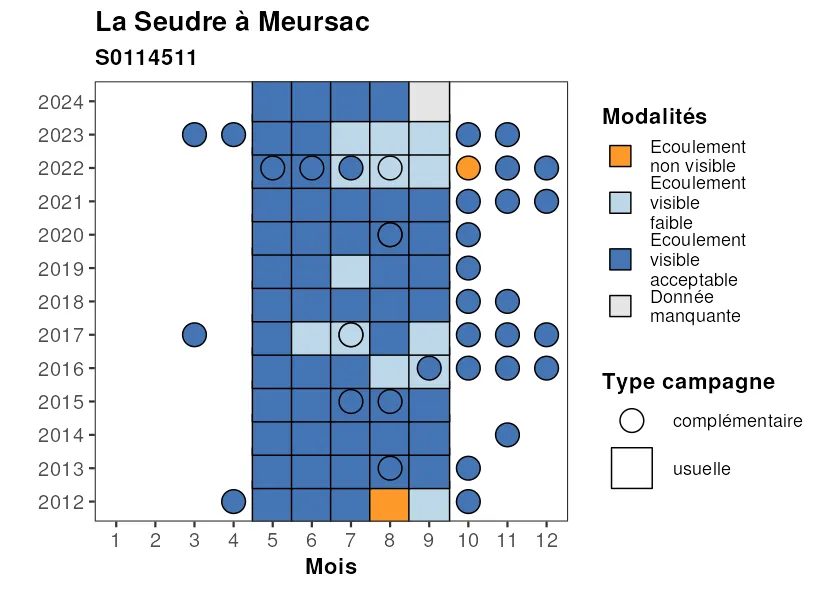 La Seudre à Meursac
S0114511
2024
2023
2022
2021
2020
2019
2018
2017
2016
2015
2014
2013
2012
1 2 3 4 5 6 7 8 9 10 11 12
Mois
Modalités
Ecoulement
non visible
Ecoulement
visible
faible
Ecoulement
visible
acceptable
Donnée
manquante
Type campagne
complémentaire
usuelle